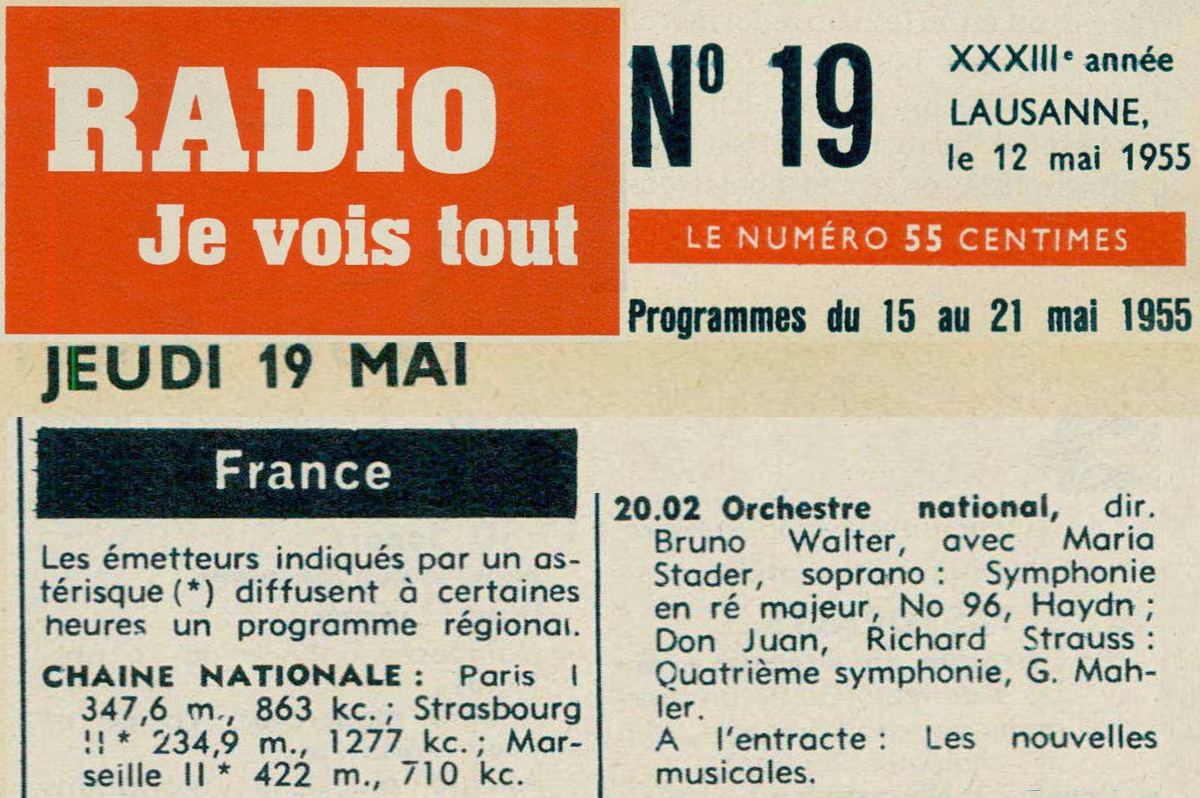 RADIO
Je vois tout
Nº 19
XXXIIIe année
LAUSANNE,
le 12 mai 1955
LE NUMÉRO 55 CENTIMES
Programmes du 15 au 21 mai 1955
JEUDI 19 MAI
France
Les émetteurs indiqués par un as-
térisque (*) diffusent à certaines
heures un programme régional.
CHAINE NATIONALE : Paris I
347,6 m., 863 kc. ; Strasbourg
II * 234,9 m., 1277 kc. ; Mar-
seille II * 422 m., 710 kc.
20.02 Orchestre national, dir.
Bruno Walter, avec Maria
Stader, soprano : Symphonie
en ré majeur, No 96, Haydn ;
Don Juan, Richard Strauss :
Quatrième symphonie, G. Mah-
ler.
A l'entracte : Les nouvelles
musicales.